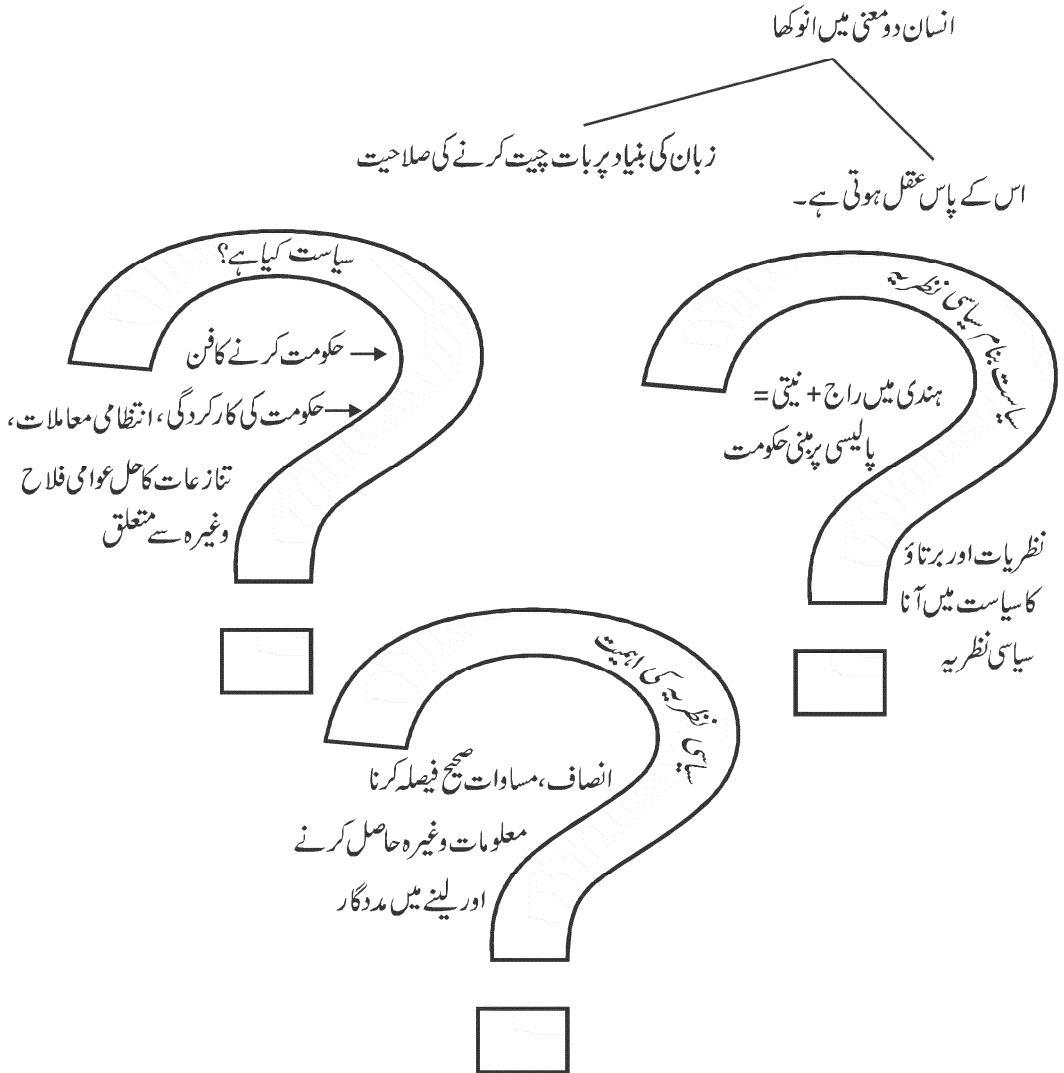 انسان دو معنی میں انوکھا
زبان کی بنیاد پر بات چیت کرنے کی صلاحیت
اس کے پاس عقل ہوتی ہے۔
سیاست بنام سیاسی نظریہ
ہندی میں راج + نیتی =
پالیسی پر مبنی حکومت
نظریات اور برتاؤ
کا سیاست میں آنا
سیاسی نظریہ
سیاست کیا ہے؟
حکومت کرنے کا فن
حکومت کی کارکردگی، انتظامی معاملات،
تنازعات کا حل عوامی فلاح
وغیرہ سے متعلق
سیاسی نظریہ کی اہمیت
انصاف، مساوات صحیح فیصلہ کرنا
معلومات وغیرہ حاصل کرنے
اور لینے میں مددگار